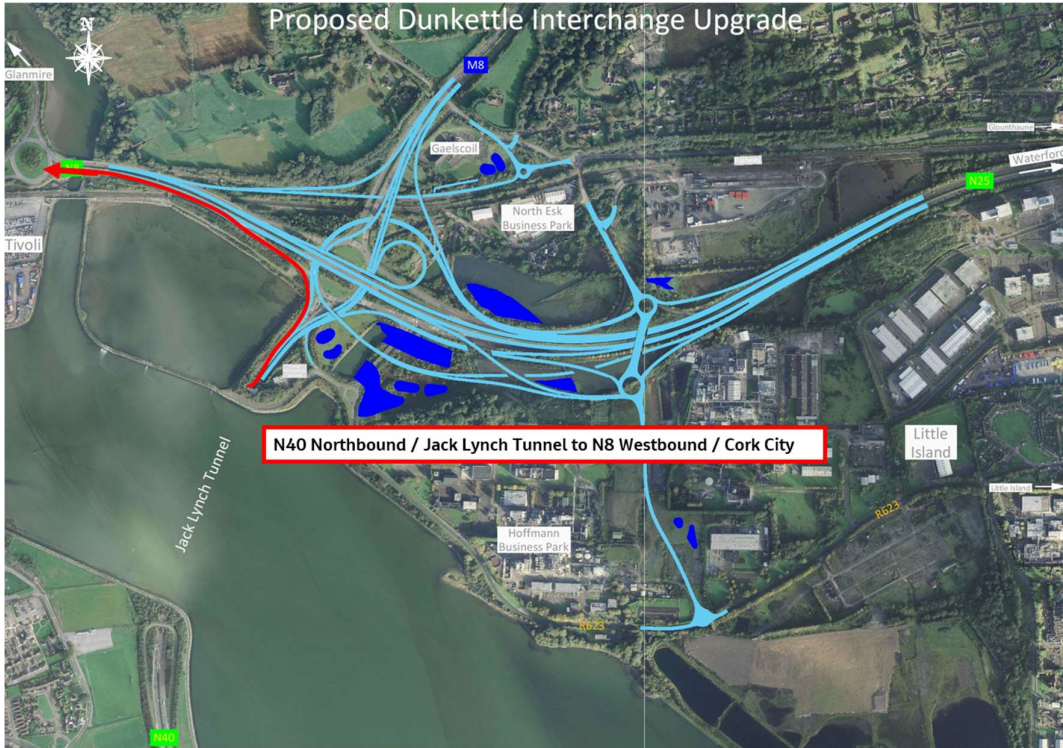 Proposed Dunkettle Interchange Upgrade
N
Glanmire
M8
Glounthaune
Gaelscoil
Waterford
N8
N25
North Esk
Business Park
Tivoli
N40 Northbound / Jack Lynch Tunnel to N8 Westbound / Cork City
Little
Island
Jack Lynch Tunnel
Little Island
R623
Hoffmann
Business Park
R623
N40